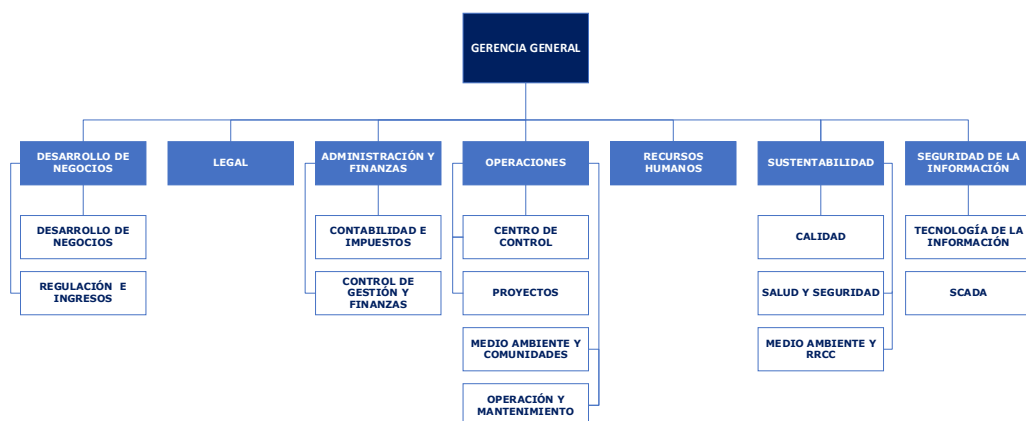 GERENCIA GENERAL
DESARROLLO DE
NEGOCIOS
LEGAL
ADMINISTRACIÓN Y
FINANZAS
OPERACIONES
RECURSOS
HUMANOS
SUSTENTABILIDAD
SEGURIDAD DE LA
INFORMACIÓN
DESARROLLO DE
NEGOCIOS
CONTABILIDAD E
IMPUESTOS
CENTRO DE
CONTROL
CALIDAD
TECNOLOGÍA DE LA
INFORMACIÓN
REGULACIÓN E
INGRESOS
CONTROL DE
GESTIÓN Y
FINANZAS
PROYECTOS
SALUD Y SEGURIDAD
SCADA
MEDIO AMBIENTE Y
COMUNIDADES
MEDIO AMBIENTE Y
RRCC
OPERACIÓN Y
MANTENIMIENTO